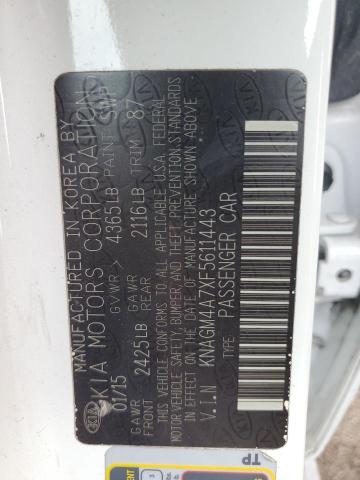 MANUFACTURED IN KOREA BY
KIA MOTORS CORPORATION
01/15 GVWR 4365LB PAINT
GAWR FRONT 2425LB GAWR REAR 2116LB TRIM 87
THIS VEHICLE CONFORMS TO ALL APPLICABLE U.S.A. FEDERAL
MOTOR VEHICLE SAFETY, BUMPER, AND THEFT PREVENTION STANDARDS
IN EFFECT ON THE DATE OF MANUFACTURE SHOWN ABOVE.
V.I.N KNAGM4A7XF5611443
TYPE: PASSENGER CAR
TP